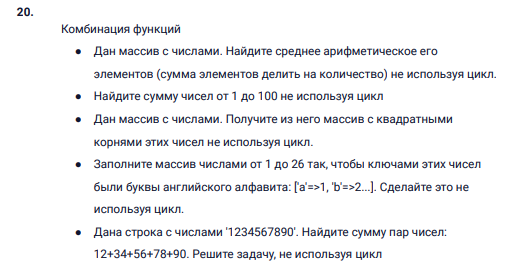 20.
Комбинация функций
● Дан массив с числами. Найдите среднее арифметическое его
элементов (сумма элементов делить на количество) не используя цикл.
● Найдите сумму чисел от 1 до 100 не используя цикл
● Дан массив с числами. Получите из него массив с квадратными
корнями этих чисел не используя цикл.
● Заполните массив числами от 1 до 26 так, чтобы ключами этих чисел
были буквы английского алфавита: ['a'=>1, 'b'=>2...]. Сделайте это не
используя цикл.
● Дана строка с числами '1234567890'. Найдите сумму пар чисел:
12+34+56+78+90. Решите задачу, не используя цикл